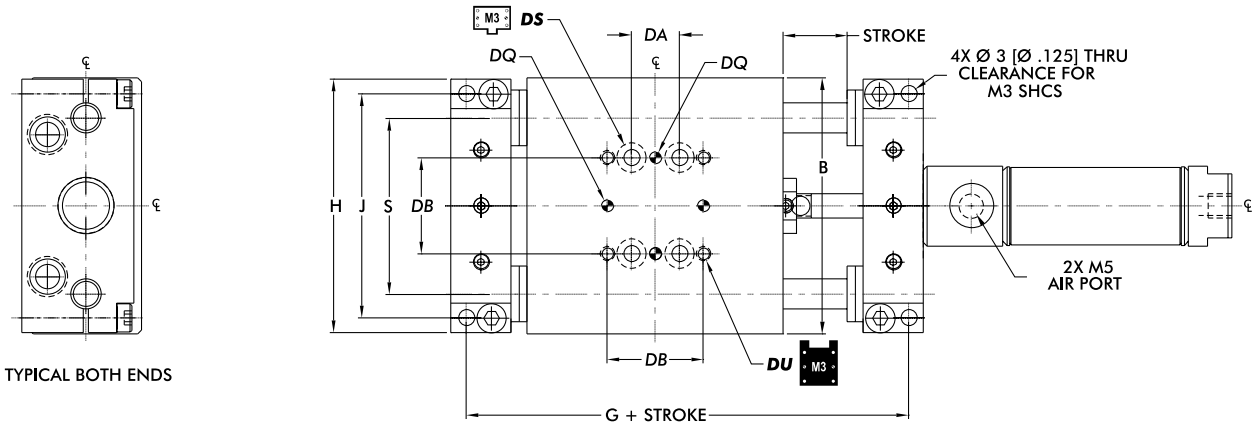 M3
DS
DA
STROKE
DQ
℄
DQ
4X Ø 3 [Ø .125] THRU
CLEARANCE FOR
M3 SHCS
℄
℄
H
J
S
DB
B
℄
2X M5
AIR PORT
DB
DU
M3
TYPICAL BOTH ENDS
G + STROKE